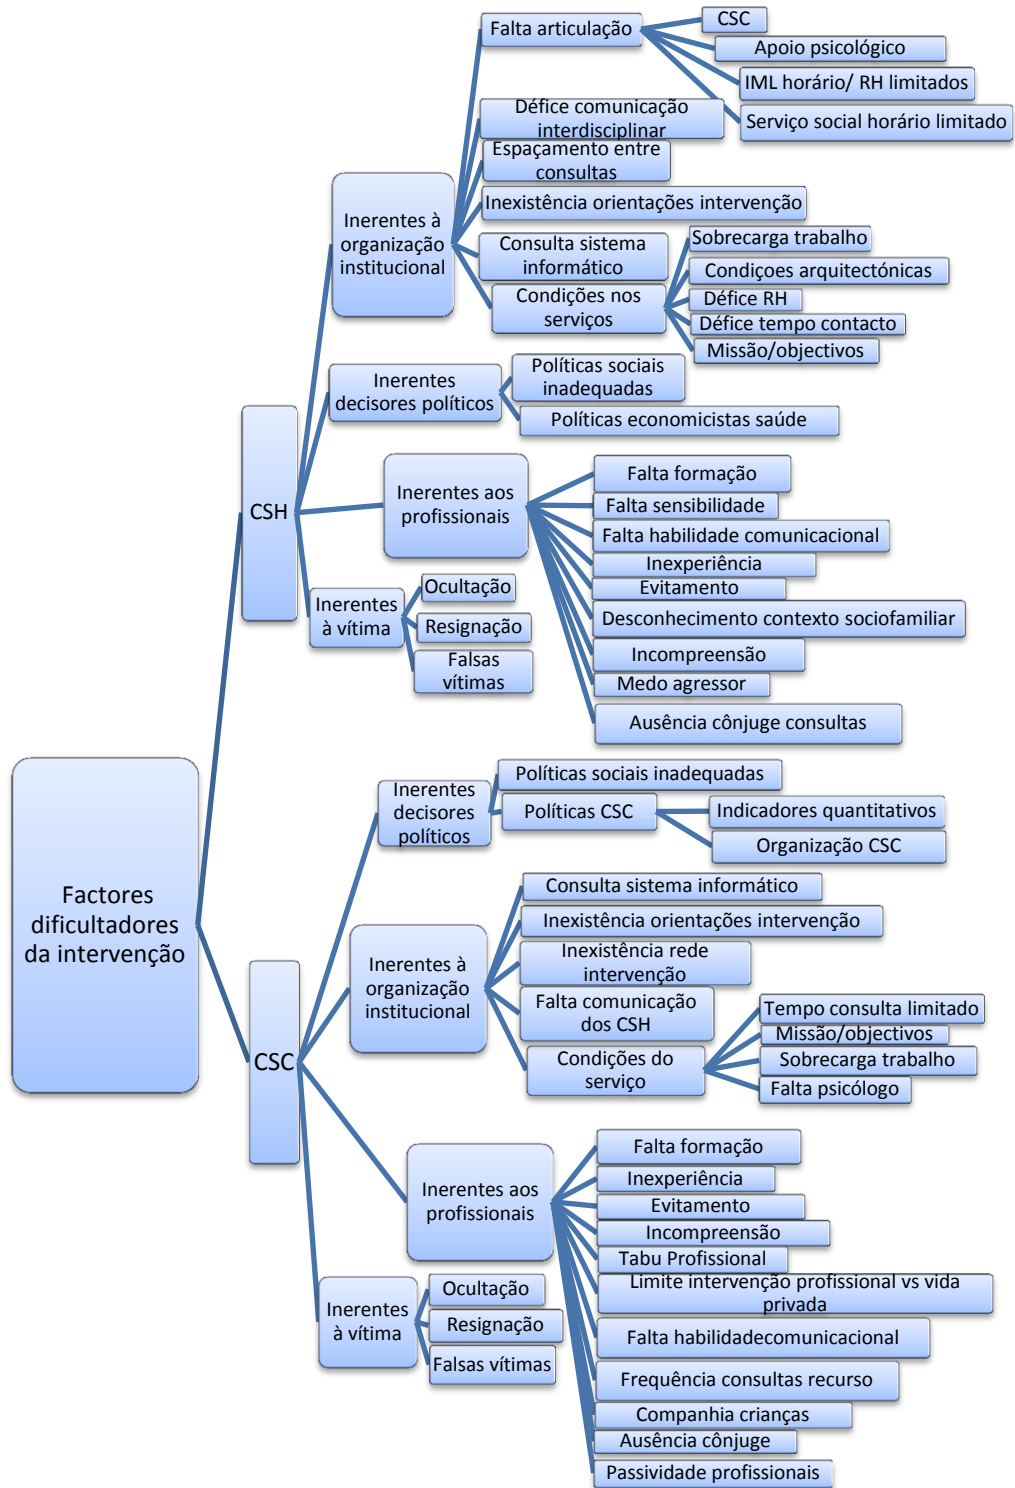 Falta articulação
CSC
Apoio psicológico
IML horário/ RH limitados
Serviço social horário limitado
Défice comunicação
interdisciplinar
Espaçamento entre
consultas
Inerentes à
organização
institucional
Inexistência orientações intervenção
Consulta sistema
informático
Condições nos
serviços
Sobrecarga trabalho
Condiçoes arquitectónicas
Défice RH
Défice tempo contacto
Missão/objectivos
Inerentes
decisores políticos
Políticas sociais
inadequadas
Políticas economicistas saúde
CSH
Inerentes aos
profissionais
Falta formação
Falta sensibilidade
Falta habilidade comunicacional
Inexperiência
Evitamento
Desconhecimento contexto sociofamiliar
Incompreensão
Medo agressor
Ausência cônjuge consultas
Inerentes
à vítima
Ocultação
Resignação
Falsas
vítimas
Factores
dificultadores
da intervenção
Inerentes
decisores
políticos
Políticas sociais inadequadas
Políticas CSC
Indicadores quantitativos
Organização CSC
CSC
Inerentes à
organização
institucional
Consulta sistema informático
Inexistência orientações intervenção
Inexistência rede
intervenção
Falta comunicação
dos CSH
Condições do
serviço
Tempo consulta limitado
Missão/objectivos
Sobrecarga trabalho
Falta psicólogo
Inerentes aos
profissionais
Falta formação
Inexperiência
Evitamento
Incompreensão
Tabu Profissional
Limite intervenção profissional vs vida
privada
Falta habilidadecomunicacional
Frequência consultas recurso
Companhia crianças
Ausência cônjuge
Passividade profissionais
Inerentes
à vítima
Ocultação
Resignação
Falsas vítimas